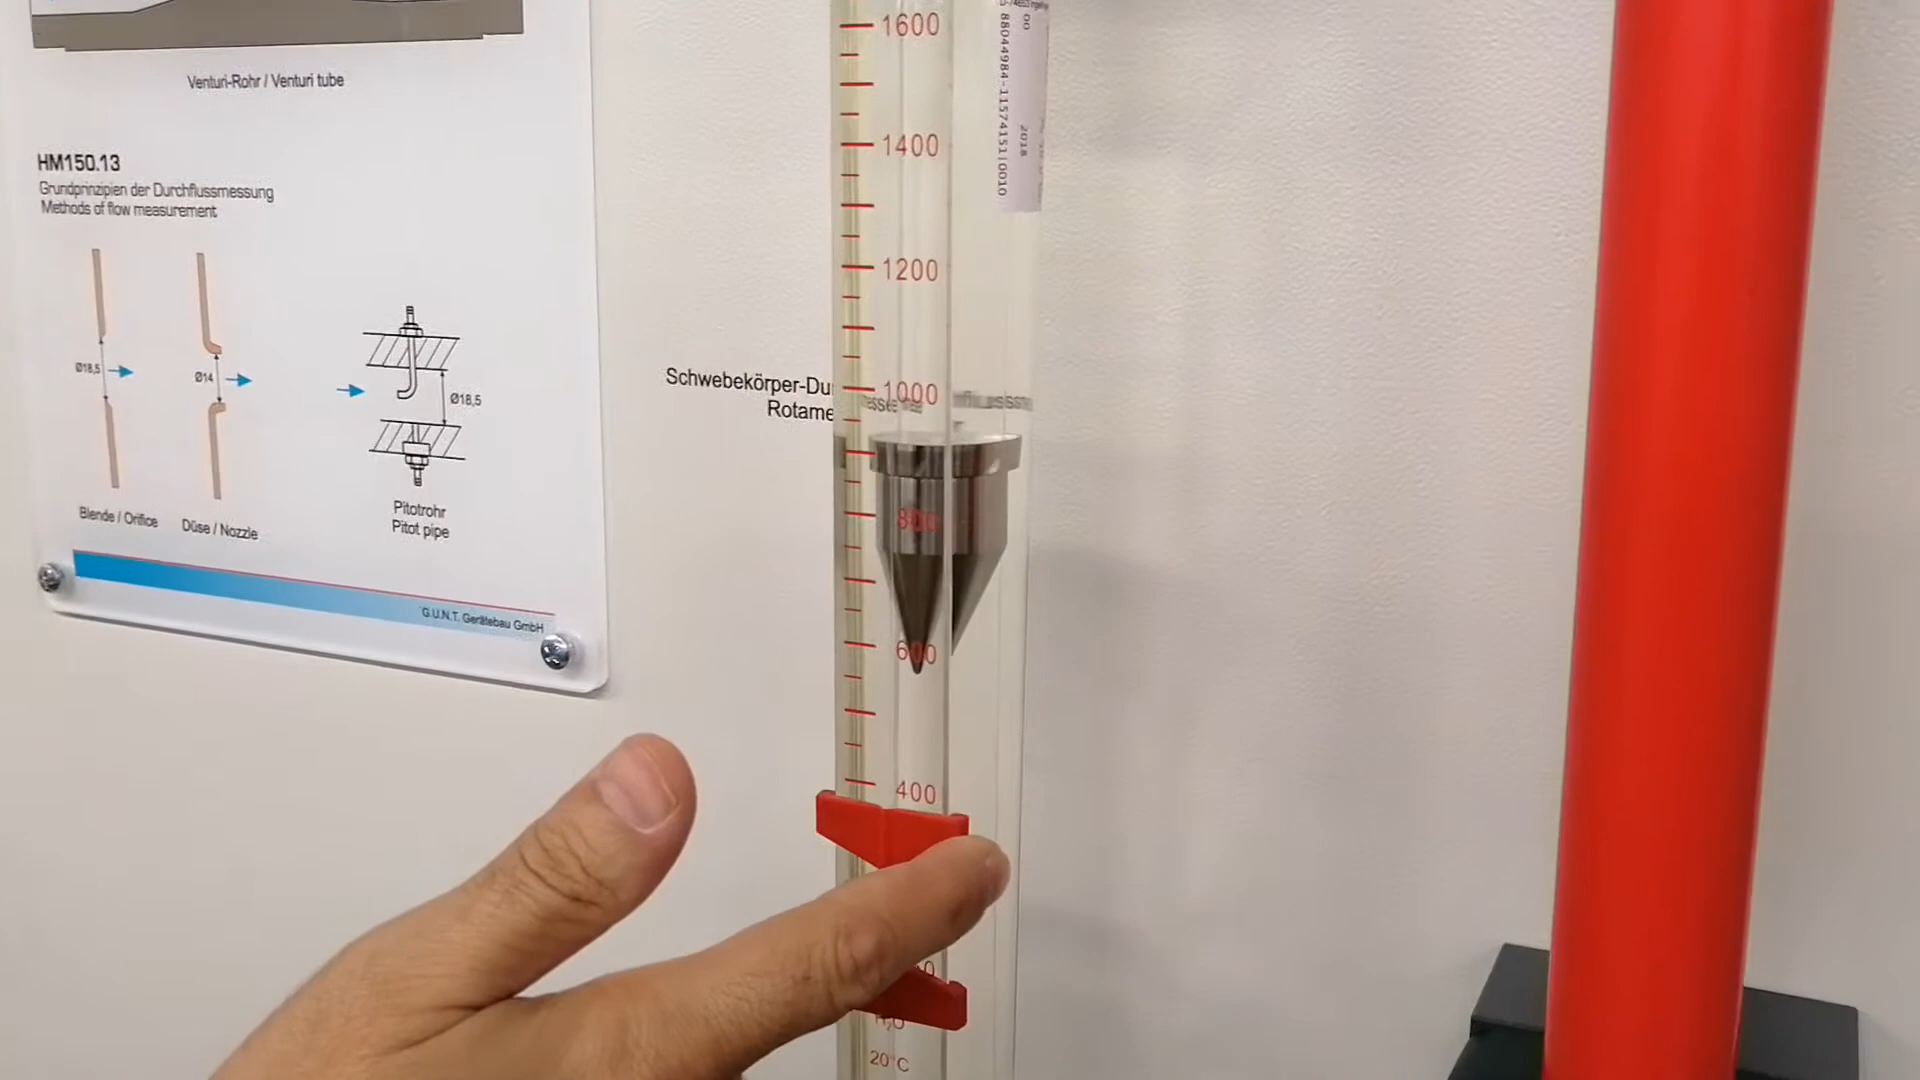 Venturi-Rohr / Venturi tube
HM150.13
Grundprinzipien der Durchflussmessung
Methods of flow measurement
Ø18,5
Ø14
Ø18,5
Blende / Orifice
Düse / Nozzle
Pitotrohr
Pitot pipe
G.U.N.T. Gerätebau GmbH
Schwebekörper-Du
Rotame
1600
1400
1200
1000
800
600
400
H₂O
20°C
00
88044984-11574151|0010
2018